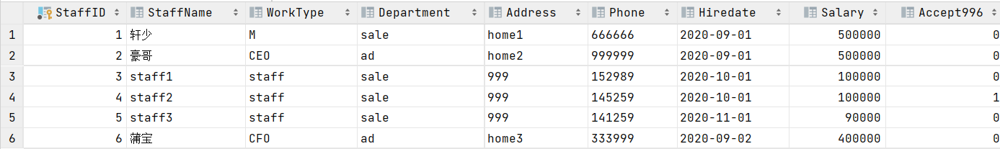 StaffID StaffName WorkType Department Address Phone Hiredate Salary Accept996
1 1 轩少 M sale home1 666666 2020-09-01 500000 0
2 2 豪哥 CEO ad home2 999999 2020-09-01 500000 0
3 3 staff1 staff sale 999 152989 2020-10-01 100000 0
4 4 staff2 staff sale 999 145259 2020-10-01 100000 1
5 5 staff3 staff sale 999 141259 2020-11-01 90000 0
6 6 蒲宝 CFO ad home3 333999 2020-09-02 400000 0